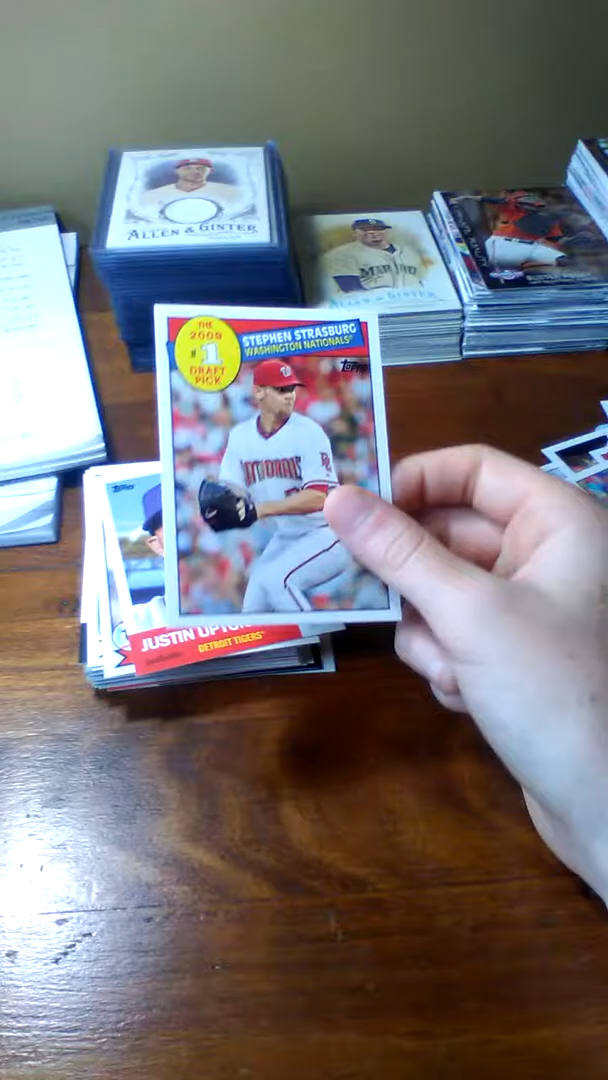 ALLEN & GINTER
ALLEN & GINTER
THE
2009
#1
DRAFT
PICK
STEPHEN STRASBURG
WASHINGTON NATIONALS
Topps
NATIONALS
Topps
JUSTIN
DETROIT TIGERS